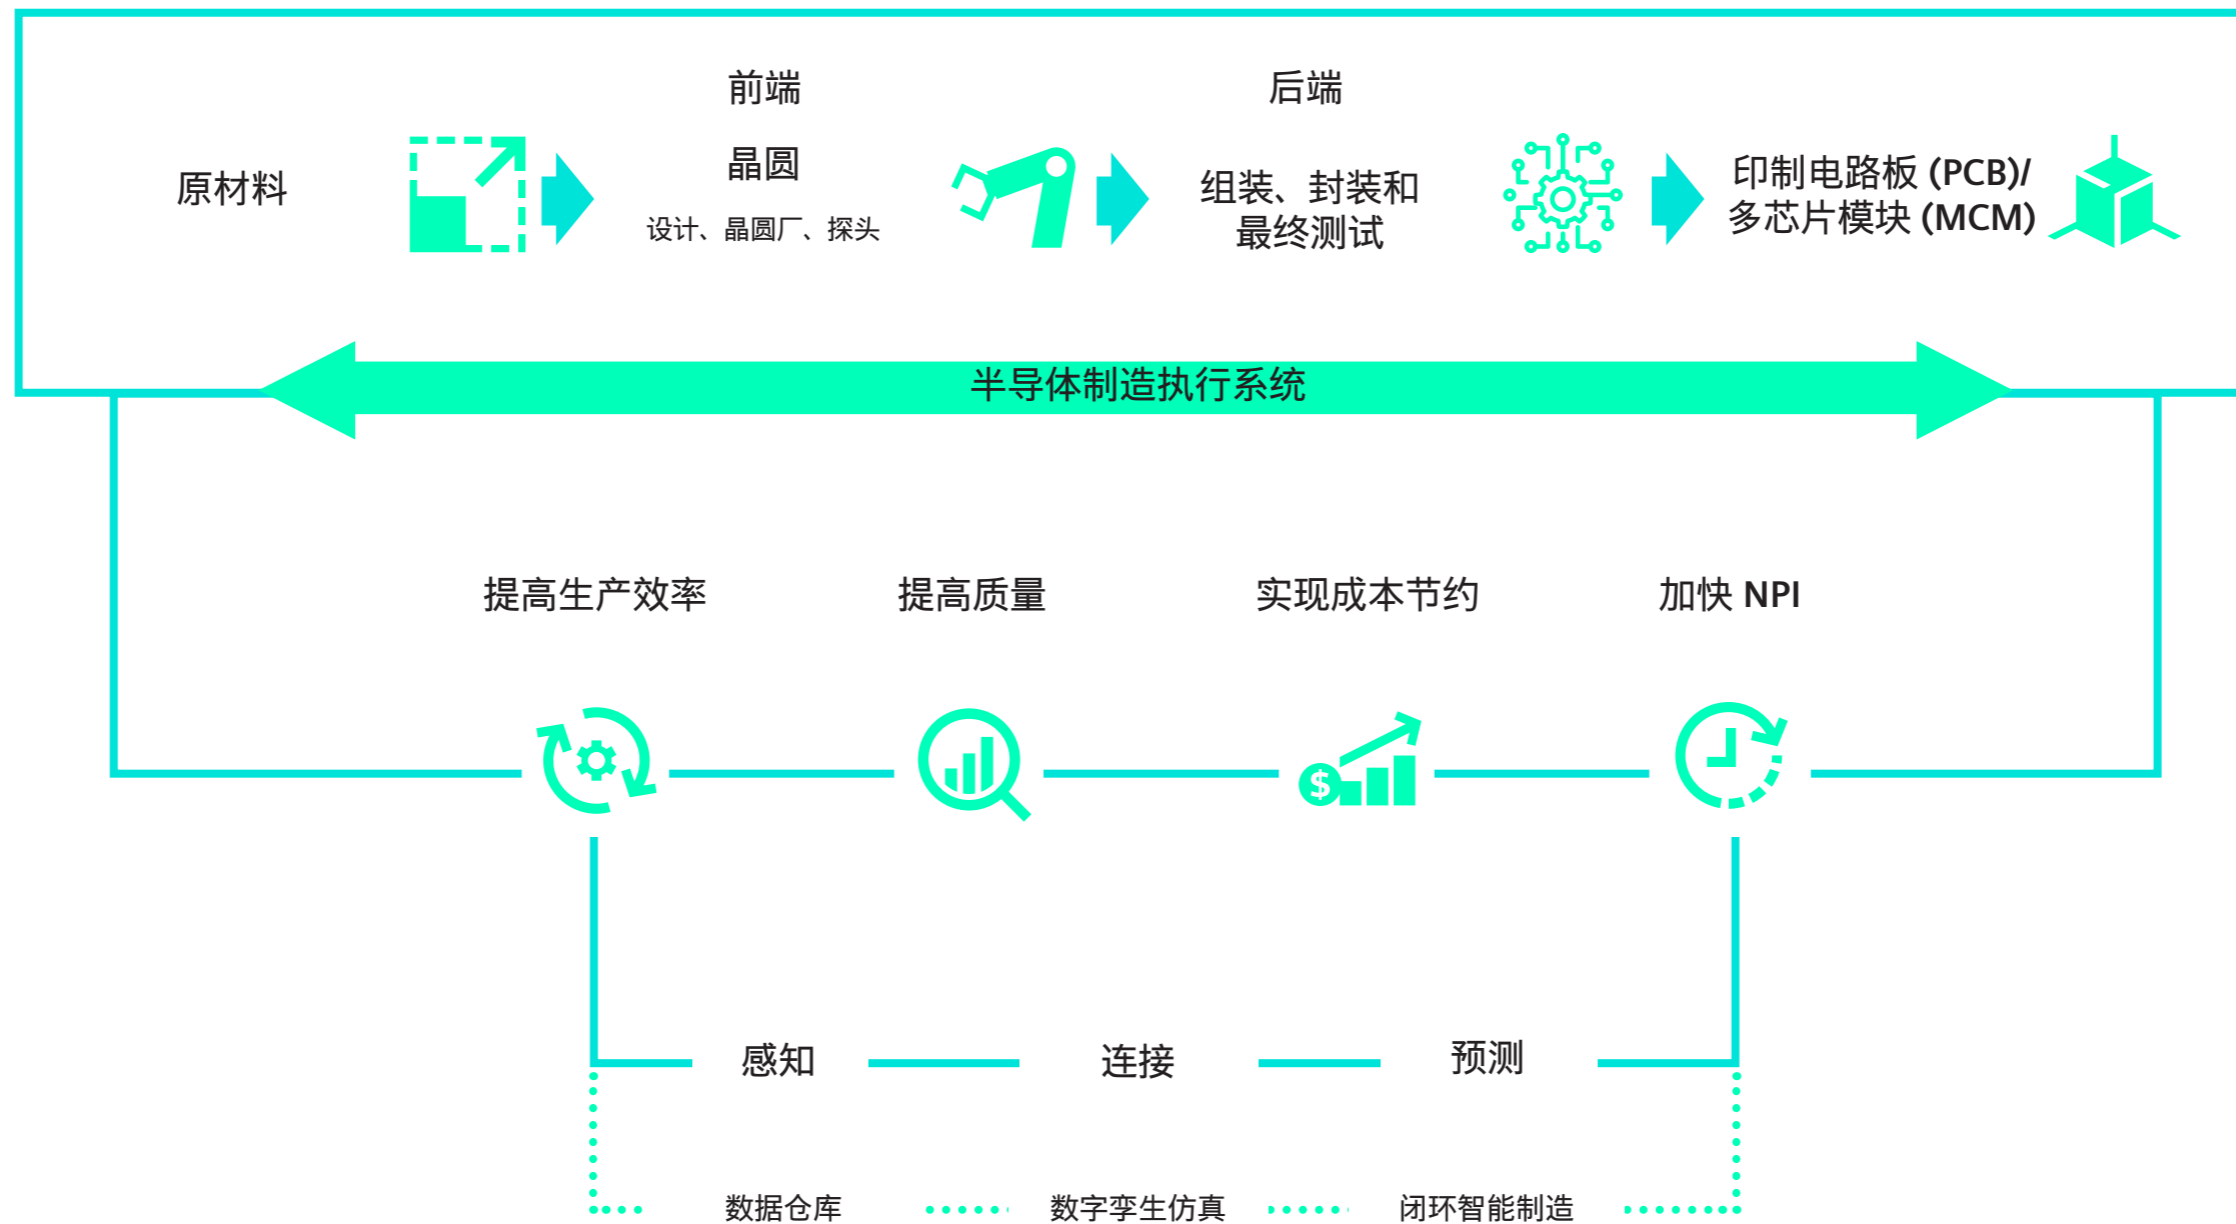 原材料
前端
晶圆
设计、晶圆厂、探头
后端
组装、封装和
最终测试
印制电路板 (PCB)/
多芯片模块 (MCM)
半导体制造执行系统
提高生产效率
提高质量
实现成本节约
加快 NPI
$
感知
连接
预测
数据仓库
数字孪生仿真
闭环智能制造